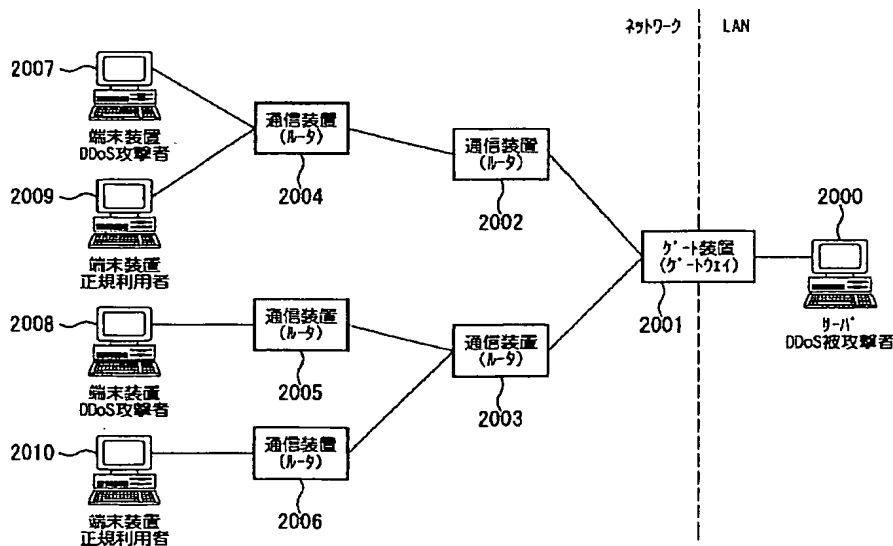 ネットワーク
LAN
2007
端末装置
DDoS攻撃者
通信装置
(ルータ)
2004
通信装置
(ルータ)
2002
2009
端末装置
正規利用者
2000
サーバ
DDoS被攻撃者
ゲート装置
(ゲートウェイ)
2001
2008
端末装置
DDoS攻撃者
通信装置
(ルータ)
2005
通信装置
(ルータ)
2003
2010
端末装置
正規利用者
通信装置
(ルータ)
2006